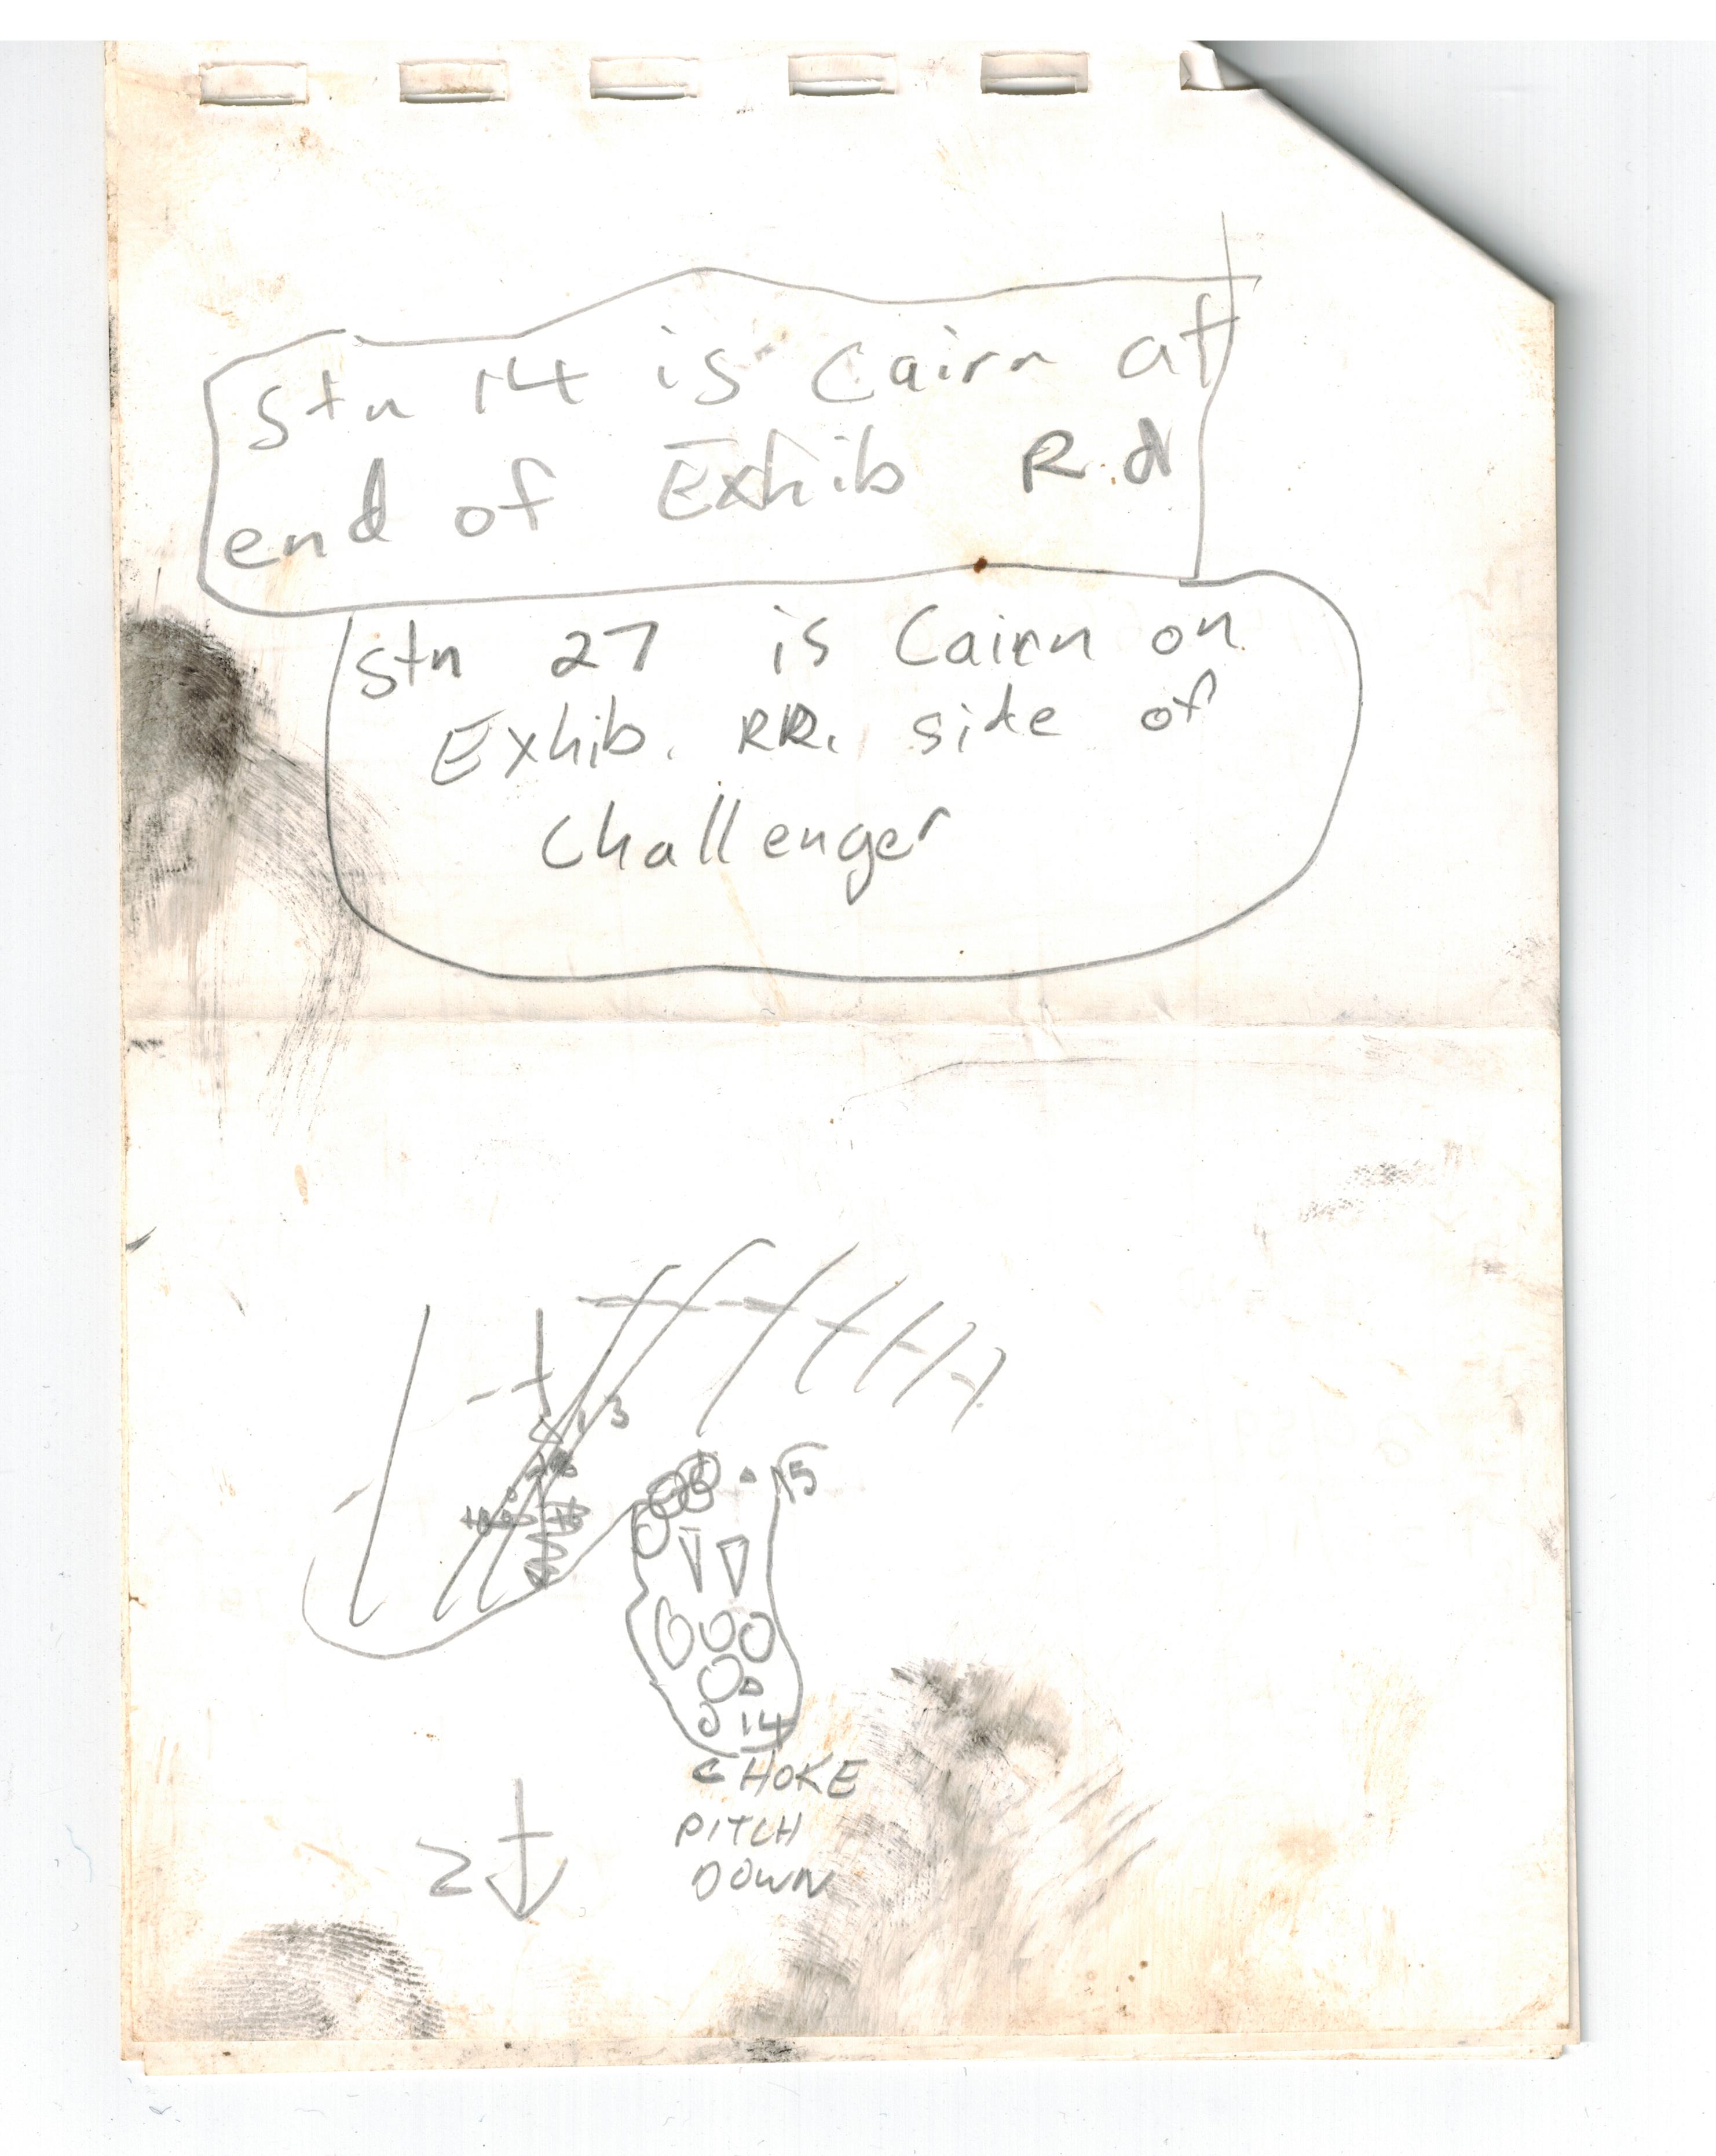 Stn 14 is Cairn at
end of Exhib Rd
Stn 27 is Cairn on
Exhib. RR. side of
Challenger
13
15
14
CHOKE
PITCH
DOWN